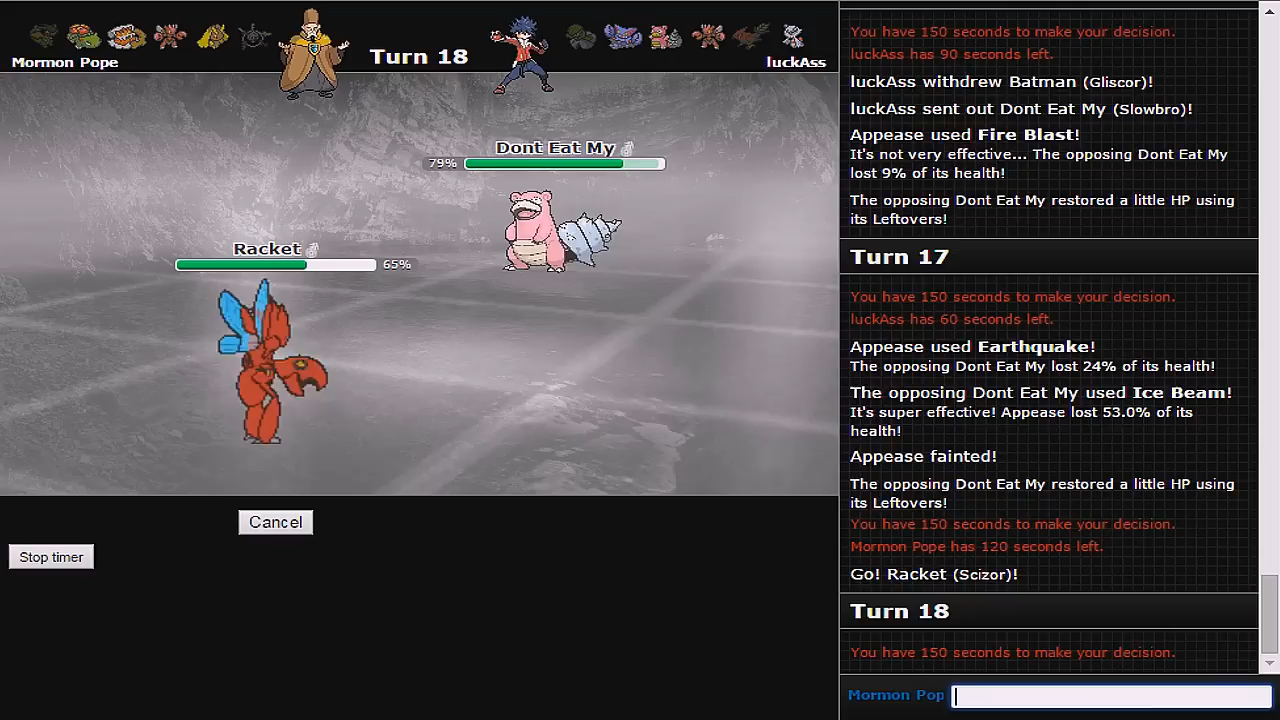 Turn 18
Mormon Pope
luckAss
Dont Eat My
79%
Racket
65%
Cancel
Stop timer
You have 150 seconds to make your decision.
luckAss has 90 seconds left.
luckAss withdrew Batman (Gliscor)!
luckAss sent out Dont Eat My (Slowbro)!
Appease used Fire Blast!
It's not very effective... The opposing Dont Eat My
lost 9% of its health!
The opposing Dont Eat My restored a little HP using
its Leftovers!
Turn 17
You have 150 seconds to make your decision.
luckAss has 60 seconds left.
Appease used Earthquake!
The opposing Dont Eat My lost 24% of its health!
The opposing Dont Eat My used Ice Beam!
It's super effective! Appease lost 53.0% of its
health!
Appease fainted!
The opposing Dont Eat My restored a little HP using
its Leftovers!
You have 150 seconds to make your decision.
Mormon Pope has 120 seconds left.
Go! Racket (Scizor)!
Turn 18
You have 150 seconds to make your decision.
Mormon Pop